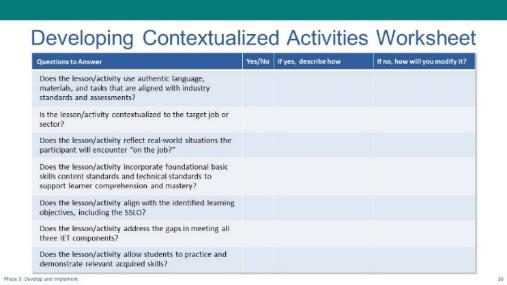 Developing Contextualized Activities Worksheet
Questions to Answer Yes/No If yes, describe how If no, how will you modify it?
Does the lesson/activity use authentic language,
materials, and tasks that are aligned with industry
standards and assessments?
Is the lesson/activity contextualized to the target job or
sector?
Does the lesson/activity reflect real-world situations the
participant will encounter "on the job?"
Does the lesson/activity incorporate foundational basic
skills content standards and technical standards to
support learner comprehension and mastery?
Does the lesson/activity align with the identified learning
objectives, including the SSLO?
Does the lesson/activity address the gaps in meeting all
three IET components?
Does the lesson/activity allow students to practice and
demonstrate relevant acquired skills?
Phase 3: Develop and Implement